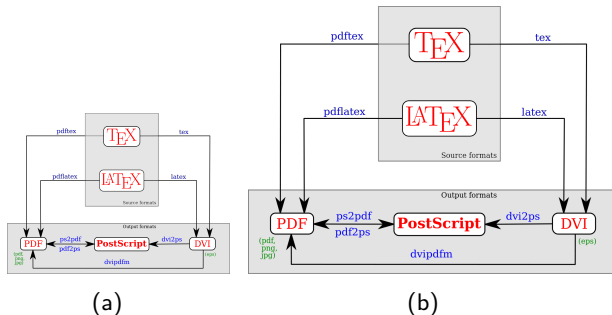 pdftex
TEX
tex
pdflatex
LATEX
latex
Source formats
Output formats
PDF
ps2pdf
pdf2ps
PostScript
dvi2ps
DVI
(pdf,
png,
jpg)
(eps)
dvipdfm
(a)
pdftex
TEX
tex
pdflatex
LATEX
latex
Source formats
Output formats
PDF
ps2pdf
pdf2ps
PostScript
dvi2ps
DVI
(pdf,
png,
jpg)
(eps)
dvipdfm
(b)